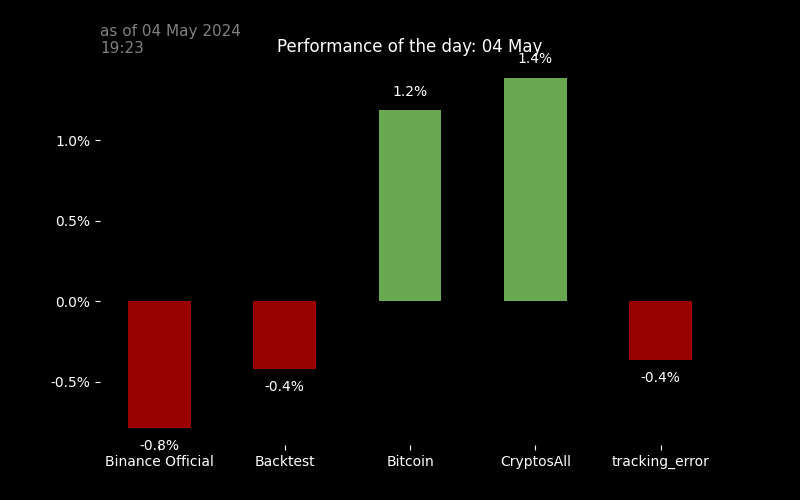 as of 04 May 2024
19:23
Performance of the day: 04 May
1.4%
1.2%
1.0%
0.5%
0.0%
-0.5%
-0.4%
-0.4%
-0.8%
Binance Official
Backtest
Bitcoin
CryptosAll
tracking_error